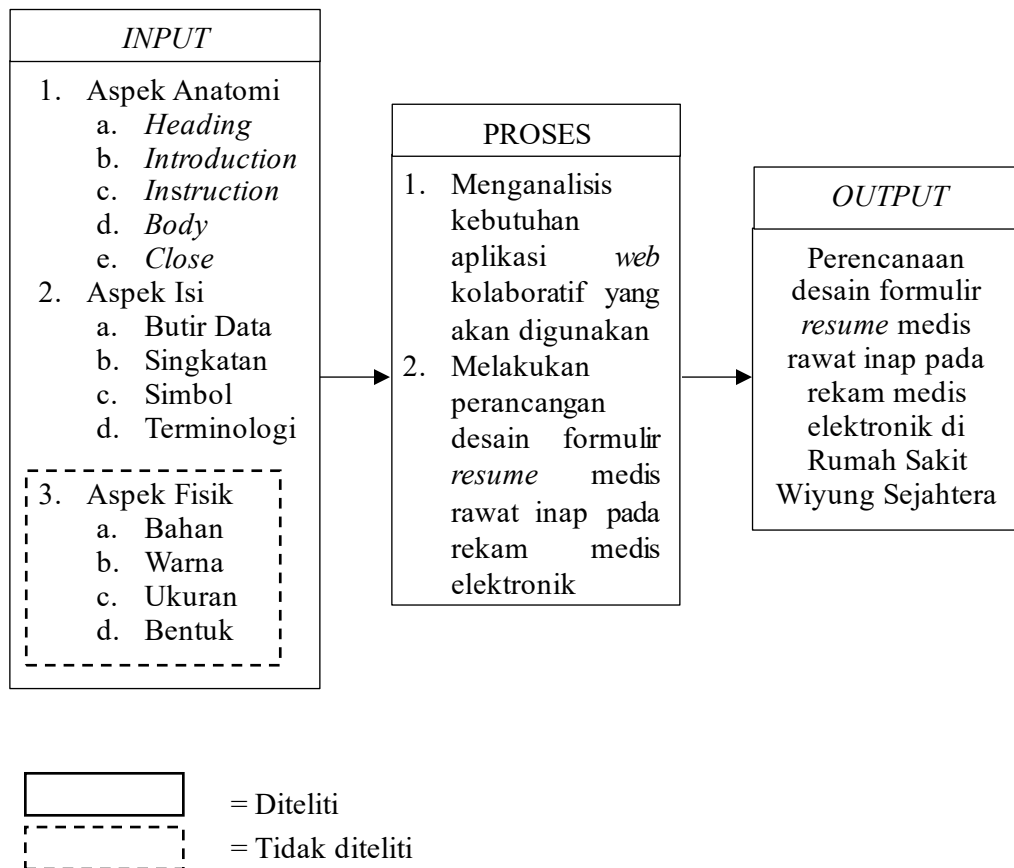 INPUT
1. Aspek Anatomi
a. Heading
b. Introduction
c. Instruction
d. Body
e. Close
2. Aspek Isi
a. Butir Data
b. Singkatan
c. Simbol
d. Terminologi
3. Aspek Fisik
a. Bahan
b. Warna
c. Ukuran
d. Bentuk
PROSES
1. Menganalisis
kebutuhan
aplikasi web
kolaboratif yang
akan digunakan
2. Melakukan
perancangan
desain formulir
resume medis
rawat inap pada
rekam medis
elektronik
OUTPUT
Perencanaan
desain formulir
resume medis
rawat inap pada
rekam medis
elektronik di
Rumah Sakit
Wiyung Sejahtera
= Diteliti
= Tidak diteliti